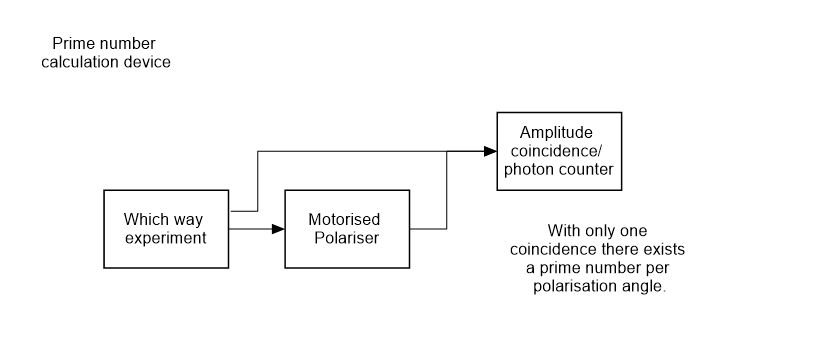 Prime number
calculation device
Amplitude
coincidence/
photon counter
Which way
experiment
Motorised
Polariser
With only one
coincidence there exists
a prime number per
polarisation angle.